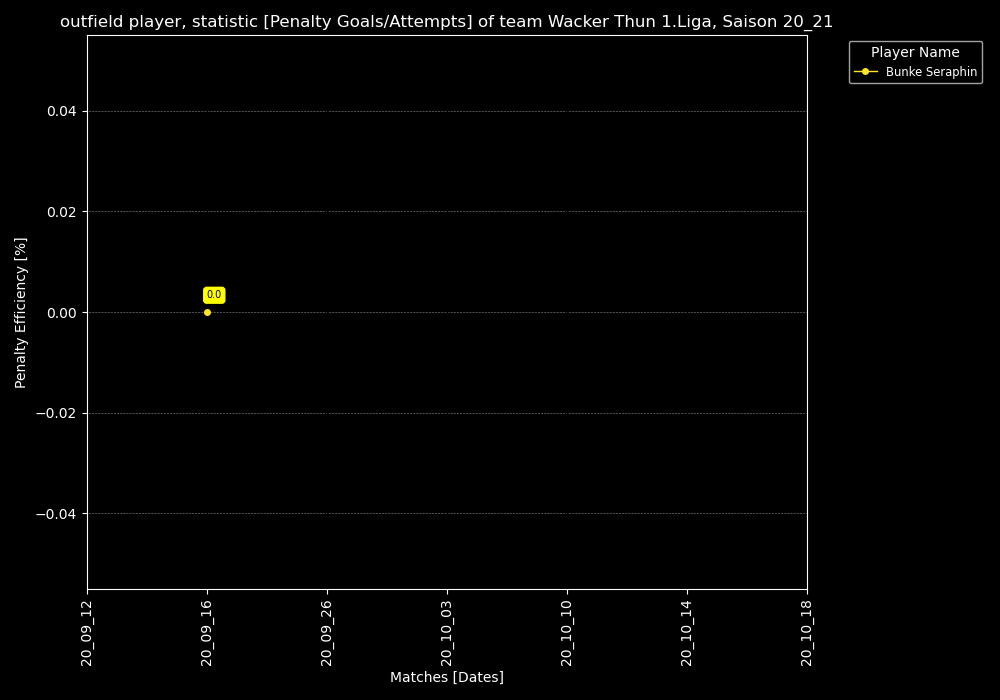 outfield player, statistic [Penalty Goals/Attempts] of team Wacker Thun 1.Liga, Saison 20_21
Player Name
Bunke Seraphin
Penalty Efficiency [%]
0.04
0.02
0.00
−0.02
−0.04
0.0
20_09_12
20_09_16
20_09_26
20_10_03
20_10_10
20_10_14
20_10_18
Matches [Dates]